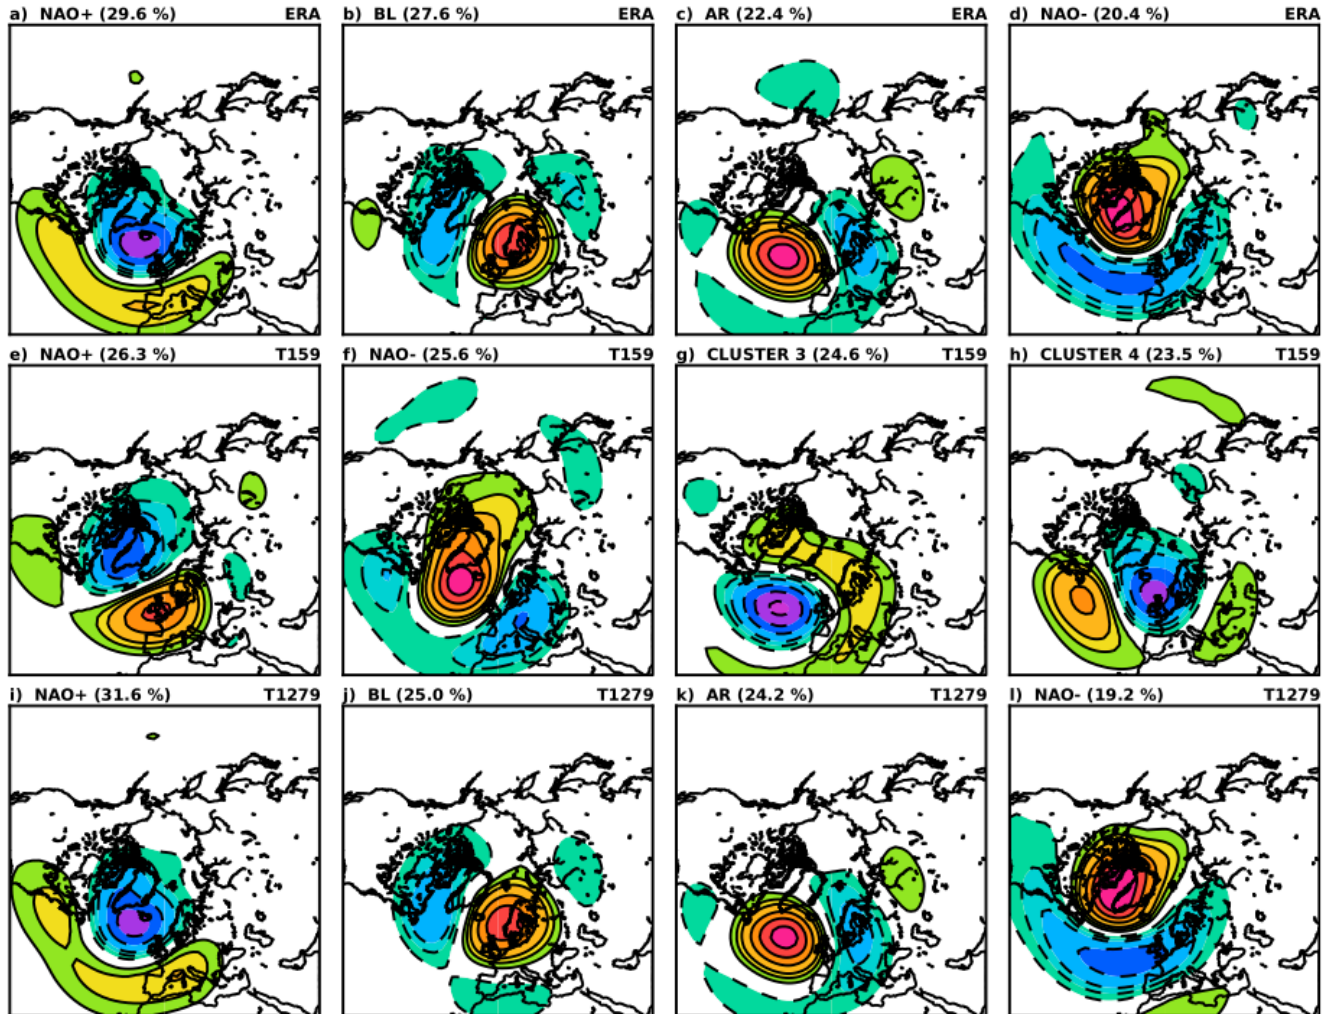 a) NAO+ (29.6 %) ERA
b) BL (27.6 %) ERA
c) AR (22.4 %) ERA
d) NAO- (20.4 %) ERA
e) NAO+ (26.3 %) T159
f) NAO- (25.6 %) T159
g) CLUSTER 3 (24.6 %) T159
h) CLUSTER 4 (23.5 %) T159
i) NAO+ (31.6 %) T1279
j) BL (25.0 %) T1279
k) AR (24.2 %) T1279
l) NAO- (19.2 %) T1279